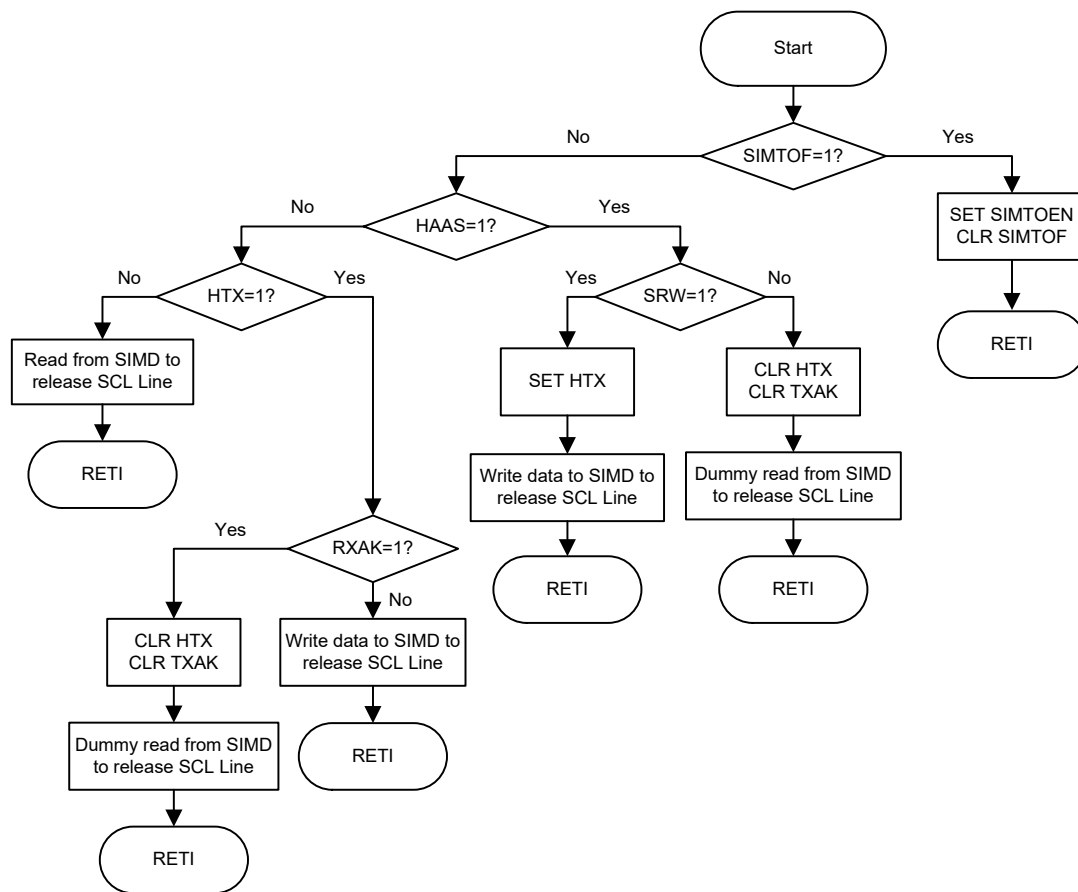 Start
No
Yes
SIMTOF=1?
No
Yes
HAAS=1?
SET SIMTOEN
CLR SIMTOF
No
Yes
Yes
No
HTX=1?
SRW=1?
RETI
Read from SIMD to
release SCL Line
SET HTX
CLR HTX
CLR TXAK
RETI
Write data to SIMD to
release SCL Line
Dummy read from SIMD
to release SCL Line
Yes
RXAK=1?
RETI
RETI
No
CLR HTX
CLR TXAK
Write data to SIMD to
release SCL Line
Dummy read from SIMD
to release SCL Line
RETI
RETI